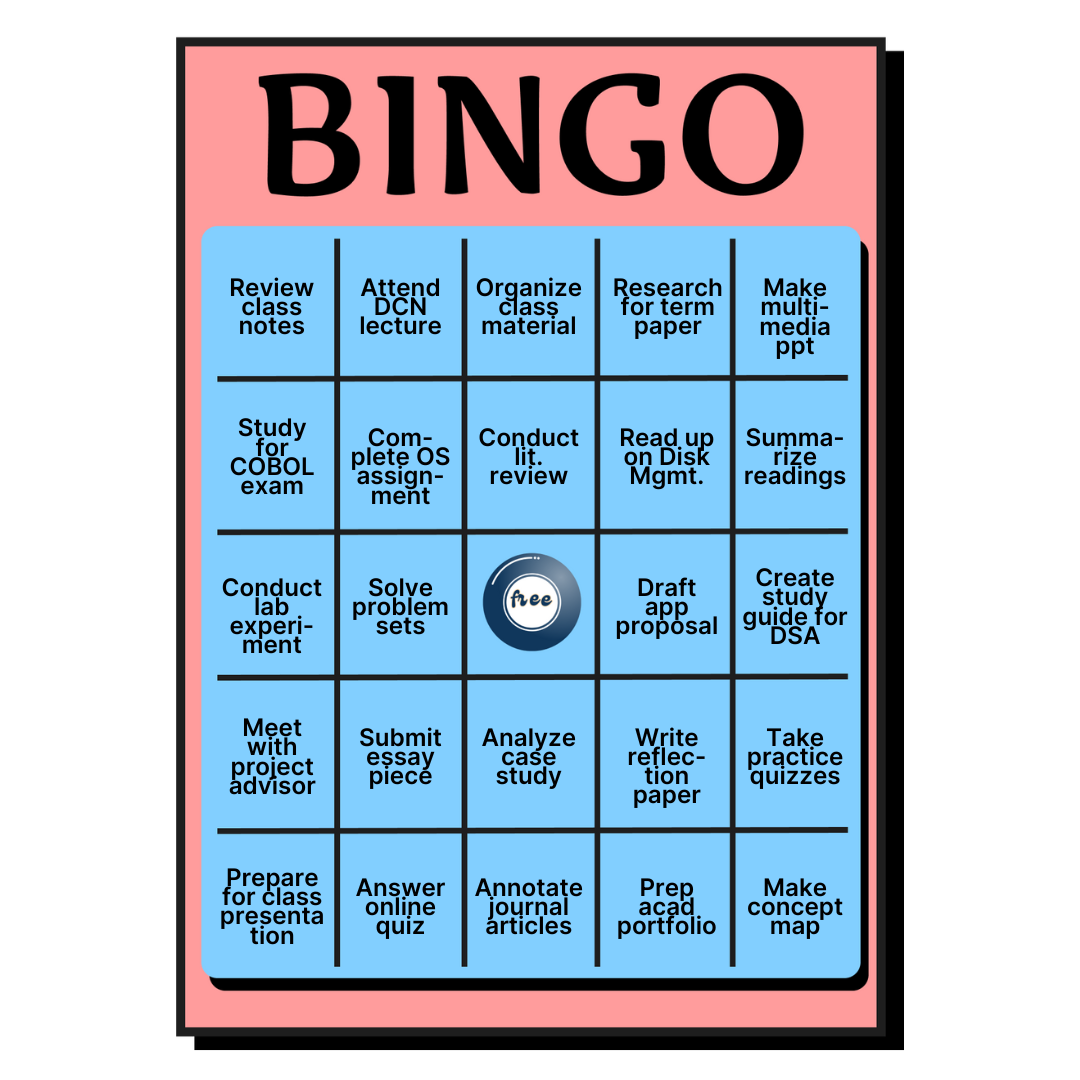 BINGO
Review
class
notes
Attend
DCN
lecture
Organize
class
material
Research
for term
paper
Make
multi-
media
ppt
Study
for
COBOL
exam
Com-
plete OS
assign-
ment
Conduct
lit.
review
Read up
on Disk
Mgmt.
Summa-
rize
readings
Conduct
lab
experi-
ment
Solve
problem
sets
free
Draft
app
proposal
Create
study
guide for
DSA
Meet
with
project
advisor
Submit
essay
piece
Analyze
case
study
Write
reflec-
tion
paper
Take
practice
quizzes
Prepare
for class
presenta
tion
Answer
online
quiz
Annotate
journal
articles
Prep
acad
portfolio
Make
concept
map